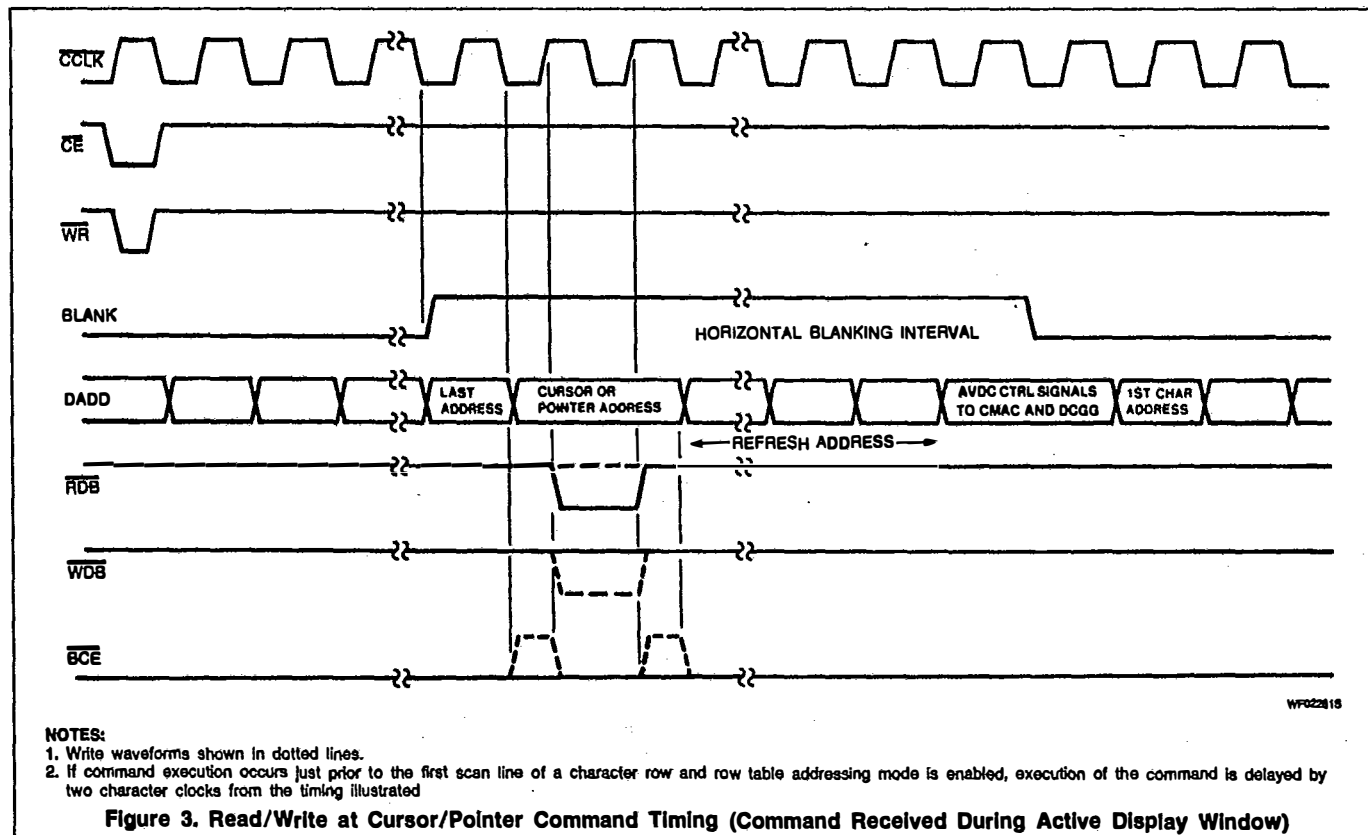 CCLK
CE
WR
BLANK
HORIZONTAL BLANKING INTERVAL
DADD
LAST ADDRESS
CURSOR OR POINTER ADDRESS
AVDC CTRL SIGNALS TO CMAC AND DCGG
1ST CHAR ADDRESS
REFRESH ADDRESS
RDB
WDB
BCE
WF02281S
NOTES:
1. Write waveforms shown in dotted lines.
2. If command execution occurs just prior to the first scan line of a character row and row table addressing mode is enabled, execution of the command is delayed by
two character clocks from the timing illustrated
Figure 3. Read/Write at Cursor/Pointer Command Timing (Command Received During Active Display Window)